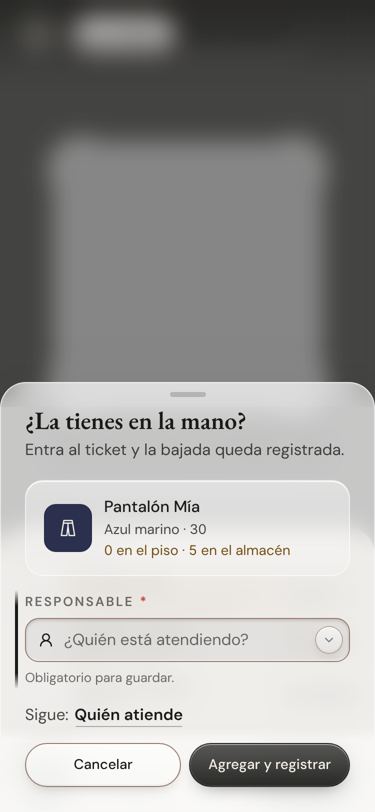 ¿La tienes en la mano?
Entra al ticket y la bajada queda registrada.
Pantalón Mía
Azul marino · 30
0 en el piso · 5 en el almacén
RESPONSABLE *
¿Quién está atendiendo?
Obligatorio para guardar.
Sigue: Quién atiende
Cancelar
Agregar y registrar